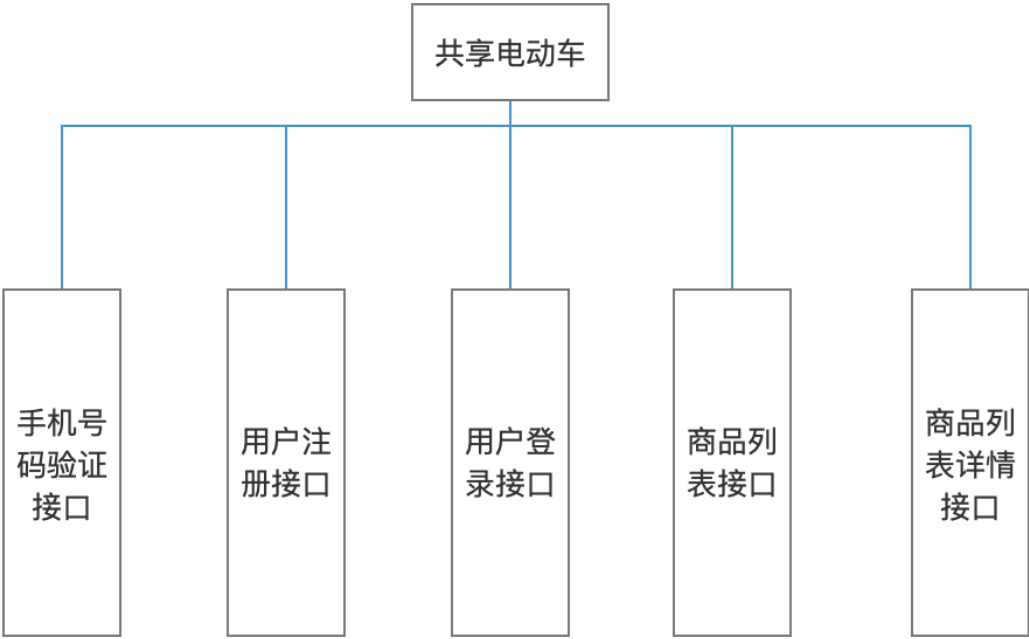 共享电动车
手机号
码验证
接口
用户注
册接口
用户登
录接口
商品列
表接口
商品列
表详情
接口